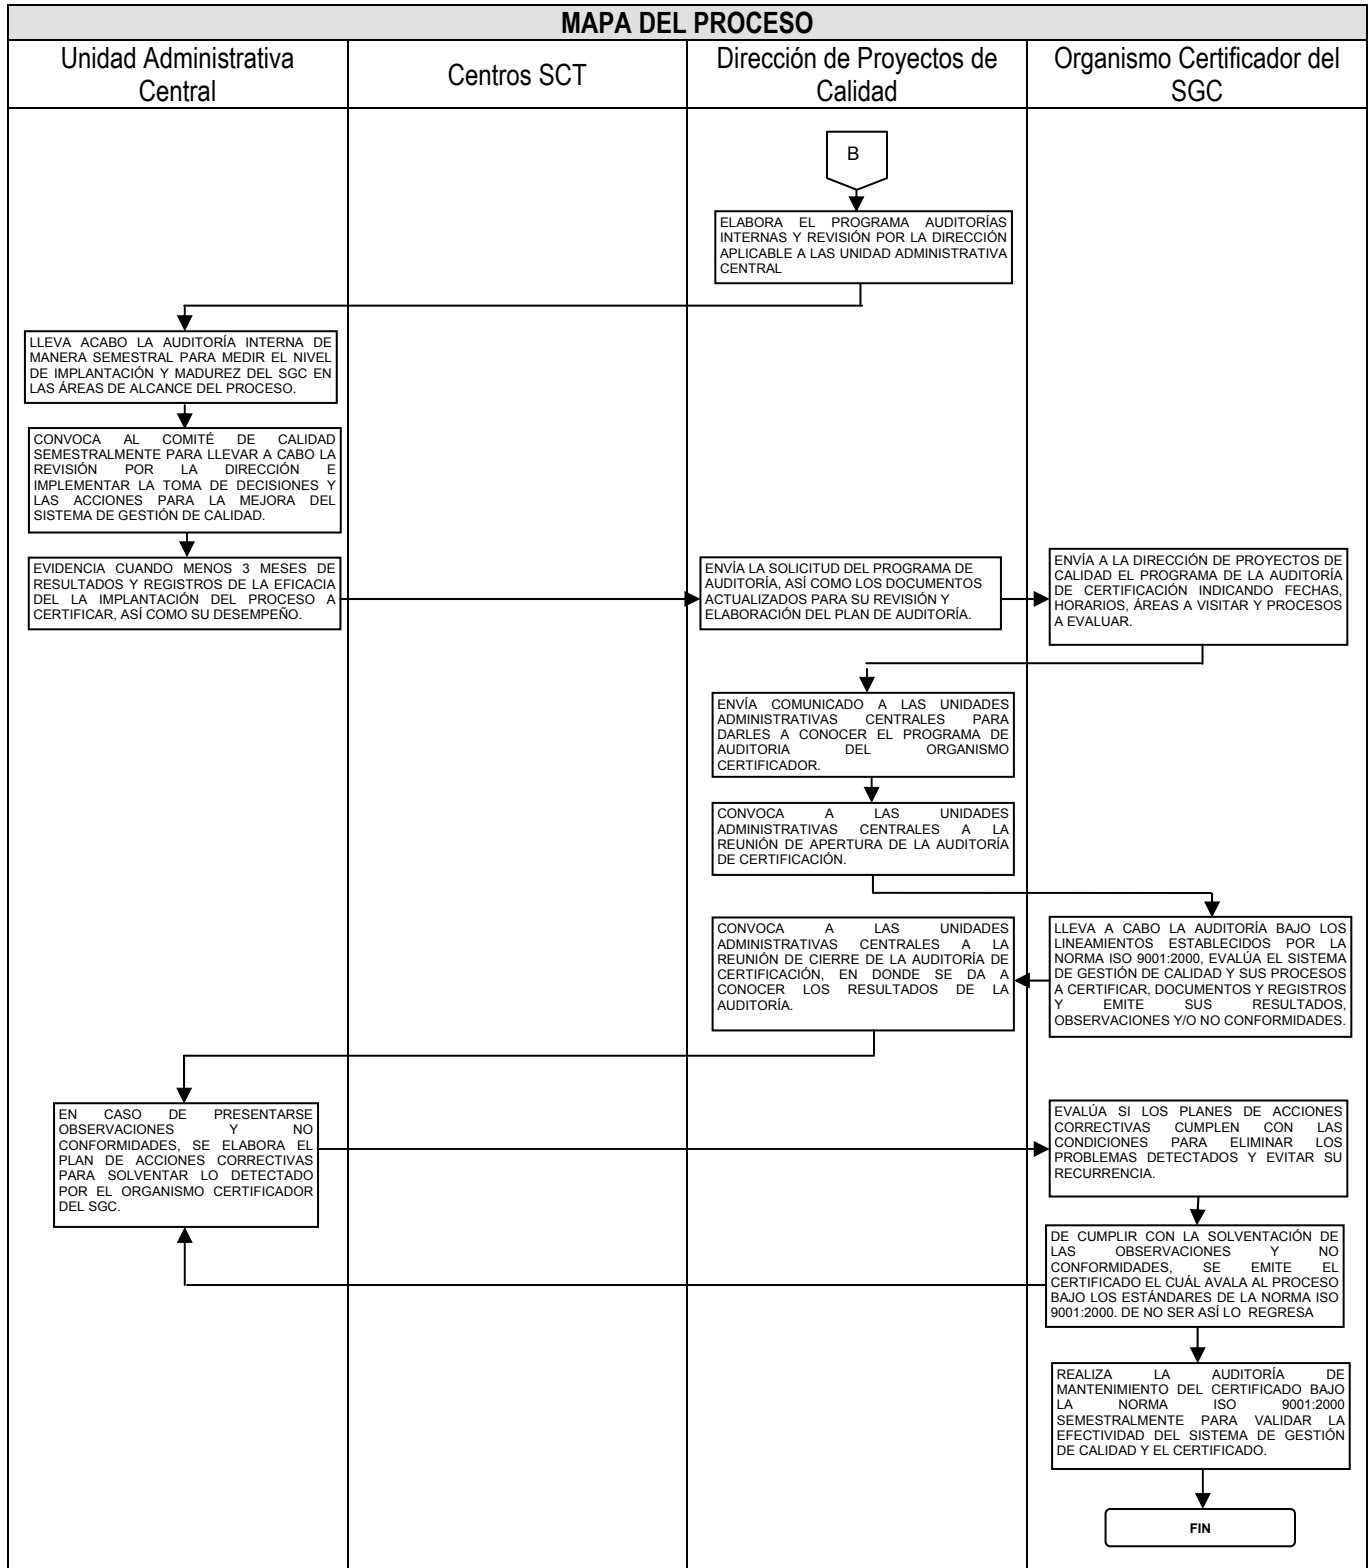 MAPA DEL PROCESO
Unidad Administrativa
Central
Centros SCT
Dirección de Proyectos de
Calidad
Organismo Certificador del
SGC
B
ELABORA EL PROGRAMA AUDITORÍAS
INTERNAS Y REVISIÓN POR LA DIRECCIÓN
APLICABLE A LAS UNIDAD ADMINISTRATIVA
CENTRAL
LLEVA ACABO LA AUDITORÍA INTERNA DE
MANERA SEMESTRAL PARA MEDIR EL NIVEL
DE IMPLANTACIÓN Y MADUREZ DEL SGC EN
LAS ÁREAS DE ALCANCE DEL PROCESO.
CONVOCA AL COMITÉ DE CALIDAD
SEMESTRALMENTE PARA LLEVAR A CABO LA
REVISIÓN POR LA DIRECCIÓN E
IMPLEMENTAR LA TOMA DE DECISIONES Y
LAS ACCIONES PARA LA MEJORA DEL
SISTEMA DE GESTIÓN DE CALIDAD.
EVIDENCIA CUANDO MENOS 3 MESES DE
RESULTADOS Y REGISTROS DE LA EFICACIA
DEL LA IMPLANTACIÓN DEL PROCESO A
CERTIFICAR, ASÍ COMO SU DESEMPEÑO.
ENVÍA LA SOLICITUD DEL PROGRAMA DE
AUDITORÍA, ASÍ COMO LOS DOCUMENTOS
ACTUALIZADOS PARA SU REVISIÓN Y
ELABORACIÓN DEL PLAN DE AUDITORÍA.
ENVÍA A LA DIRECCIÓN DE PROYECTOS DE
CALIDAD EL PROGRAMA DE LA AUDITORÍA
DE CERTIFICACIÓN INDICANDO FECHAS,
HORARIOS, ÁREAS A VISITAR Y PROCESOS
A EVALUAR.
ENVÍA COMUNICADO A LAS UNIDADES
ADMINISTRATIVAS CENTRALES PARA
DARLES A CONOCER EL PROGRAMA DE
AUDITORIA DEL ORGANISMO
CERTIFICADOR.
CONVOCA A LAS UNIDADES
ADMINISTRATIVAS CENTRALES A LA
REUNIÓN DE APERTURA DE LA AUDITORÍA
DE CERTIFICACIÓN.
CONVOCA A LAS UNIDADES
ADMINISTRATIVAS CENTRALES A LA
REUNIÓN DE CIERRE DE LA AUDITORÍA DE
CERTIFICACIÓN, EN DONDE SE DA A
CONOCER LOS RESULTADOS DE LA
AUDITORÍA.
LLEVA A CABO LA AUDITORÍA BAJO LOS
LINEAMIENTOS ESTABLECIDOS POR LA
NORMA ISO 9001:2000, EVALÚA EL SISTEMA
DE GESTIÓN DE CALIDAD Y SUS PROCESOS
A CERTIFICAR, DOCUMENTOS Y REGISTROS
Y EMITE SUS RESULTADOS,
OBSERVACIONES Y/O NO CONFORMIDADES.
EN CASO DE PRESENTARSE
OBSERVACIONES Y NO
CONFORMIDADES, SE ELABORA EL
PLAN DE ACCIONES CORRECTIVAS
PARA SOLVENTAR LO DETECTADO
POR EL ORGANISMO CERTIFICADOR
DEL SGC.
EVALÚA SI LOS PLANES DE ACCIONES
CORRECTIVAS CUMPLEN CON LAS
CONDICIONES PARA ELIMINAR LOS
PROBLEMAS DETECTADOS Y EVITAR SU
RECURRENCIA.
DE CUMPLIR CON LA SOLVENTACIÓN DE
LAS OBSERVACIONES Y NO
CONFORMIDADES, SE EMITE EL
CERTIFICADO EL CUÁL AVALA AL PROCESO
BAJO LOS ESTÁNDARES DE LA NORMA ISO
9001:2000. DE NO SER ASÍ LO REGRESA
REALIZA LA AUDITORÍA DE
MANTENIMIENTO DEL CERTIFICADO BAJO
LA NORMA ISO 9001:2000
SEMESTRALMENTE PARA VALIDAR LA
EFECTIVIDAD DEL SISTEMA DE GESTIÓN
DE CALIDAD Y EL CERTIFICADO.
FIN